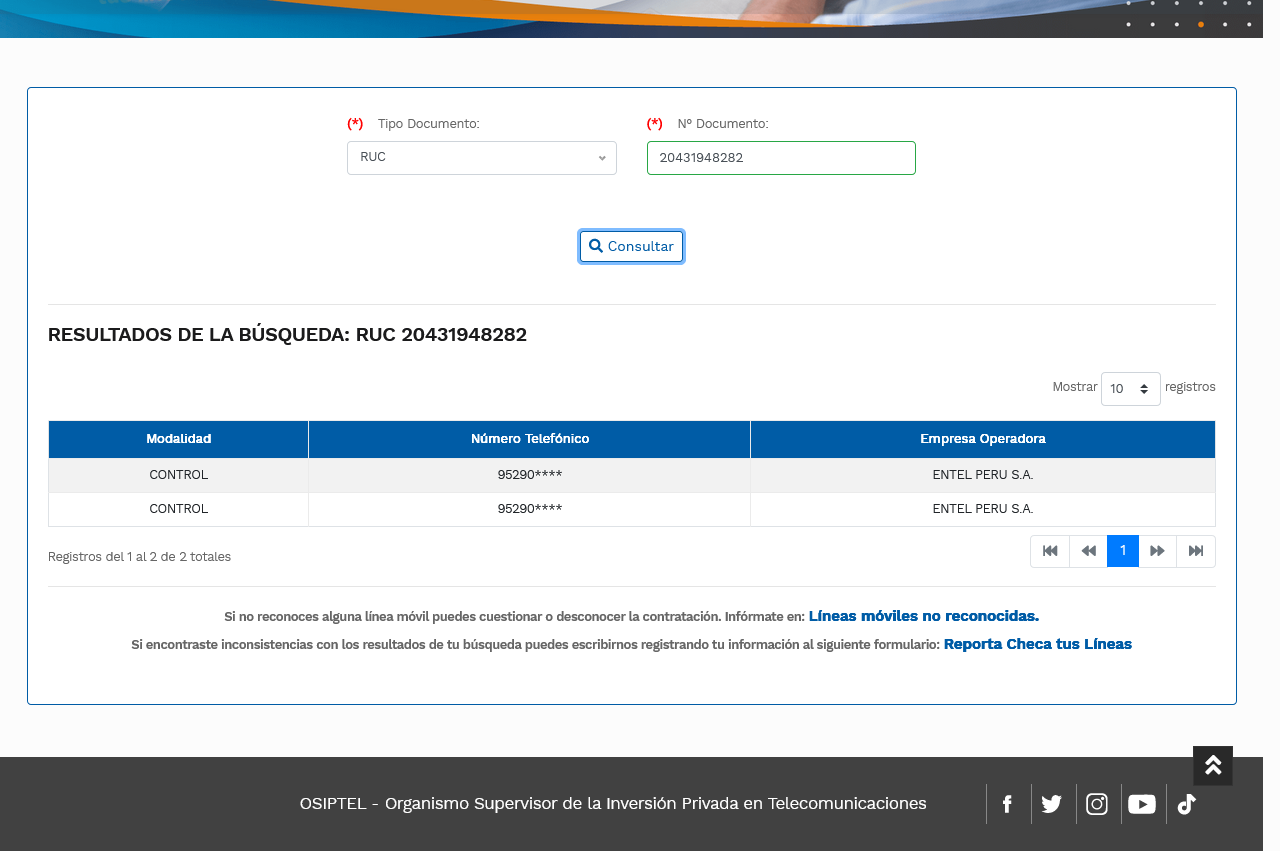 (*) Tipo Documento: (*) Nº Documento:
RUC 20431948282
Consultar
RESULTADOS DE LA BÚSQUEDA: RUC 20431948282
Mostrar 10 registros
Modalidad Número Telefónico Empresa Operadora
CONTROL 95290**** ENTEL PERU S.A.
CONTROL 95290**** ENTEL PERU S.A.
Registros del 1 al 2 de 2 totales 1
Si no reconoces alguna línea móvil puedes cuestionar o desconocer la contratación. Infórmate en: Líneas móviles no reconocidas.
Si encontraste inconsistencias con los resultados de tu búsqueda puedes escribirnos registrando tu información al siguiente formulario: Reporta Checa tus Líneas
OSIPTEL - Organismo Supervisor de la Inversión Privada en Telecomunicaciones